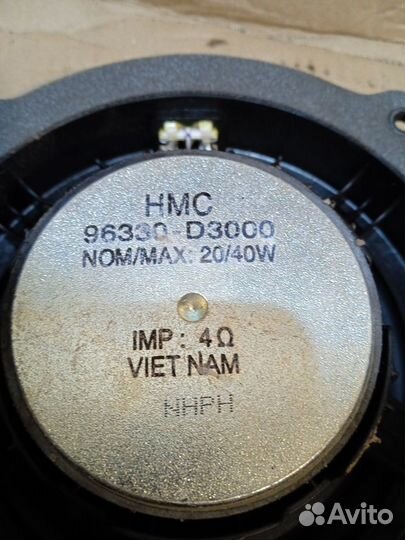 HMC
96330-D3000
NOM/MAX: 20/40W
IMP: 4Ω
VIET NAM
NHPH
Avito